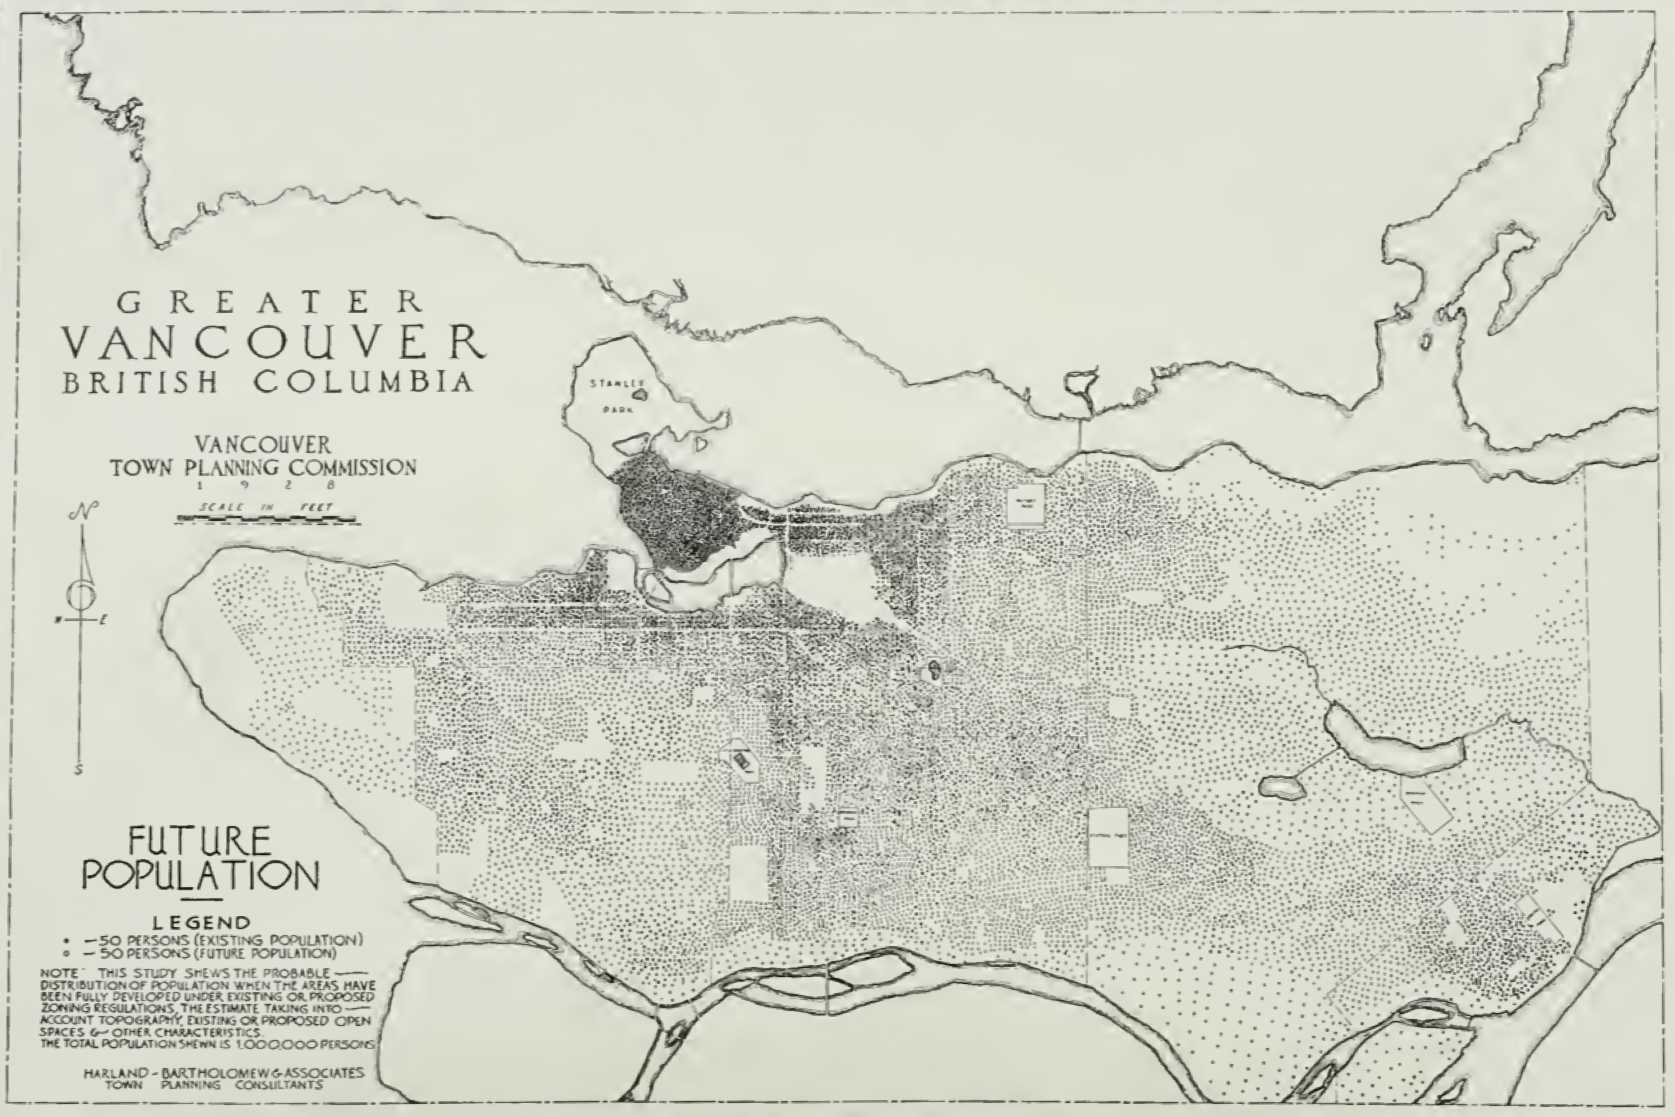 GREATER
VANCOUVER
BRITISH COLUMBIA
VANCOUVER
TOWN PLANNING COMMISSION
1 9 2 8
SCALE IN FEET
N
W E
S
STANLEY
PARK
FUTURE
POPULATION
LEGEND
• - 50 PERSONS (EXISTING POPULATION)
o - 50 PERSONS (FUTURE POPULATION)
NOTE: THIS STUDY SHEWS THE PROBABLE
DISTRIBUTION OF POPULATION WHEN THE AREAS HAVE
BEEN FULLY DEVELOPED UNDER EXISTING OR PROPOSED
ZONING REGULATIONS, THE ESTIMATE TAKING INTO
ACCOUNT TOPOGRAPHY, EXISTING OR PROPOSED OPEN
SPACES & OTHER CHARACTERISTICS.
THE TOTAL POPULATION SHEWN IS 1,000,000 PERSONS
HARLAND - BARTHOLOMEW & ASSOCIATES
TOWN PLANNING CONSULTANTS